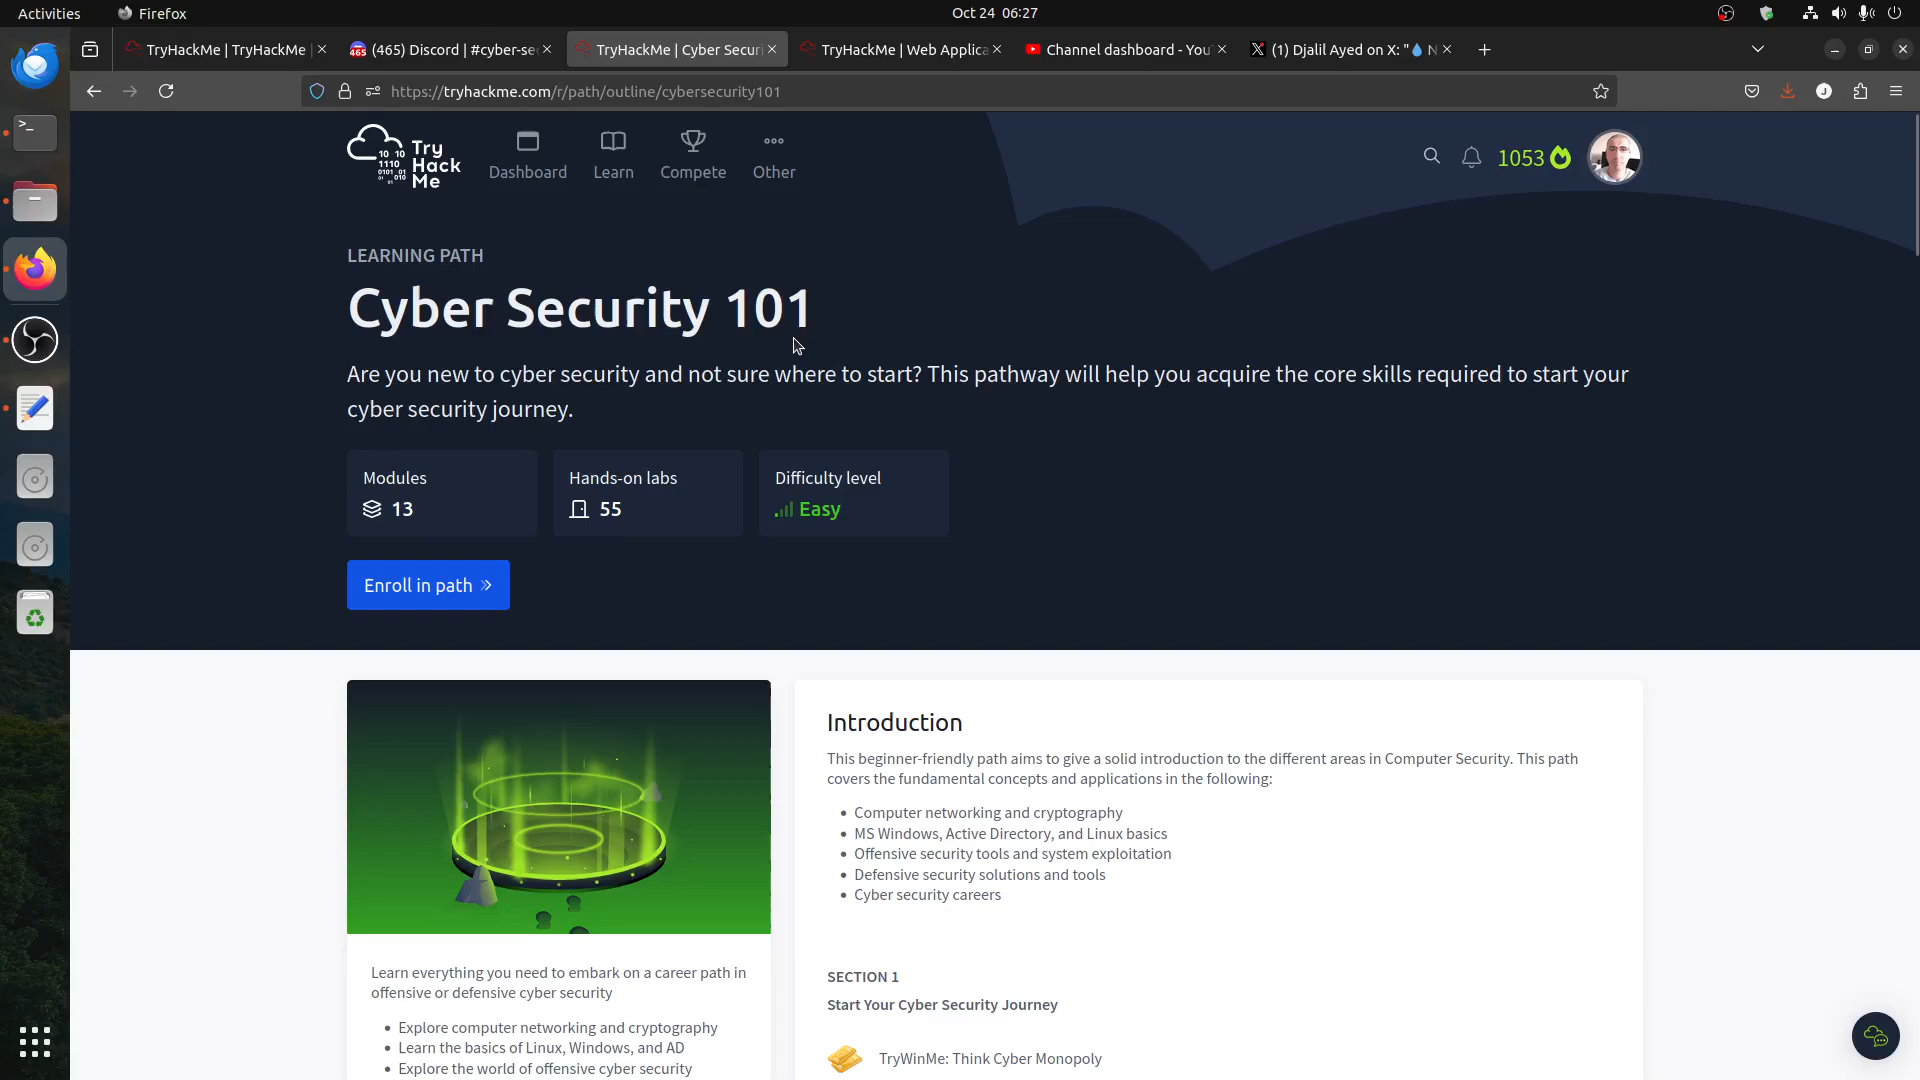 Activities
Firefox
Oct 24 06:27
TryHackMe | TryHackMe
465
(465) Discord | #cyber-se
TryHackMe | Cyber Securi
TryHackMe | Web Applica
Channel dashboard - You
(1) Djalil Ayed on X: "💧 N
https://tryhackme.com/r/path/outline/cybersecurity101
J
Try
Hack
Me
Dashboard
Learn
Compete
Other
1053
LEARNING PATH
Cyber Security 101
Are you new to cyber security and not sure where to start? This pathway will help you acquire the core skills required to start your
cyber security journey.
Modules
13
Hands-on labs
55
Difficulty level
Easy
Enroll in path
Introduction
This beginner-friendly path aims to give a solid introduction to the different areas in Computer Security. This path
covers the fundamental concepts and applications in the following:
• Computer networking and cryptography
• MS Windows, Active Directory, and Linux basics
• Offensive security tools and system exploitation
• Defensive security solutions and tools
• Cyber security careers
Learn everything you need to embark on a career path in
offensive or defensive cyber security
• Explore computer networking and cryptography
• Learn the basics of Linux, Windows, and AD
• Explore the world of offensive cyber security
SECTION 1
Start Your Cyber Security Journey
TryWinMe: Think Cyber Monopoly